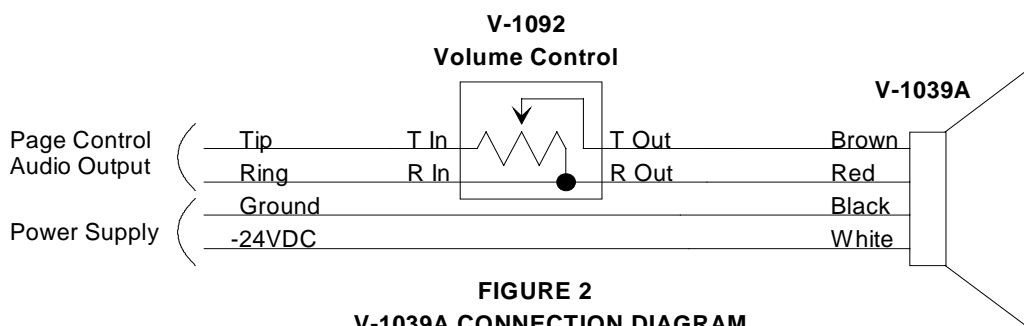 V-1092
Volume Control
V-1039A
Page Control
Audio Output
Tip T In T Out Brown
Ring R In R Out Red
Ground Black
Power Supply
-24VDC White
FIGURE 2
V-1039A CONNECTION DIAGRAM